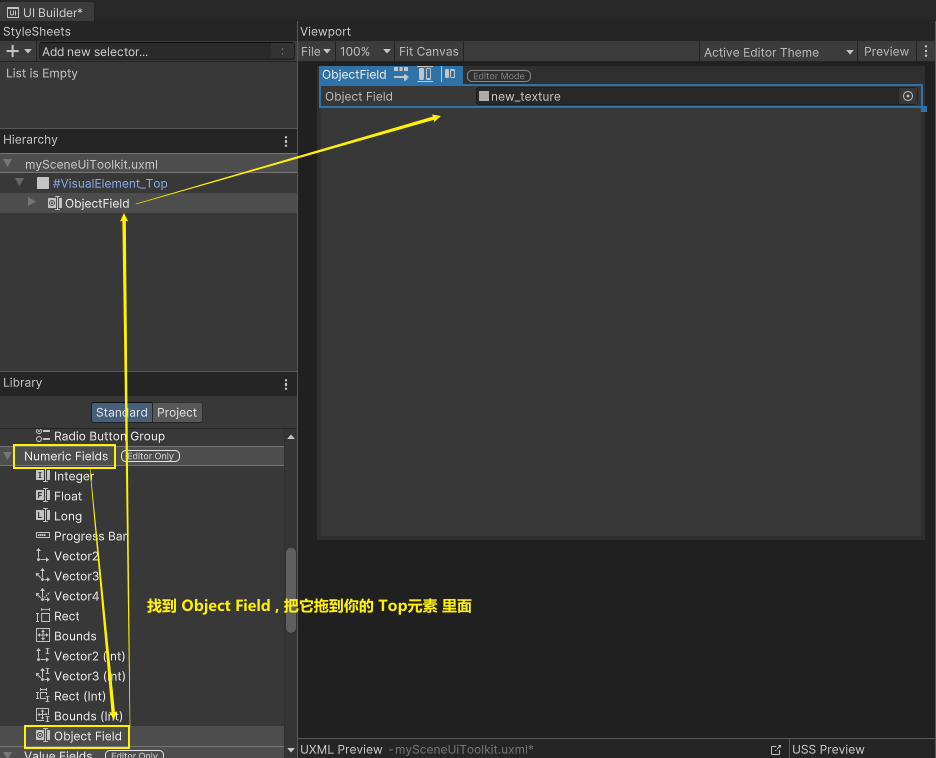 UI Builder*
StyleSheets
Add new selector...
List is Empty
Hierarchy
mySceneUiToolkit.uxml
#VisualElement_Top
ObjectField
Library
Standard Project
Radio Button Group
Numeric Fields Editor Only
Integer
Float
Long
Progress Bar
Vector2
Vector3
Vector4
Rect
Bounds
Vector2 (Int)
Vector3 (Int)
Rect (Int)
Bounds (Int)
Object Field
Value Fields Editor Only
Viewport
File 100% Fit Canvas Active Editor Theme Preview
ObjectField Editor Mode
Object Field new_texture
找到 Object Field , 把它拖到你的 Top元素 里面
UXML Preview - mySceneUiToolkit.uxml* USS Preview